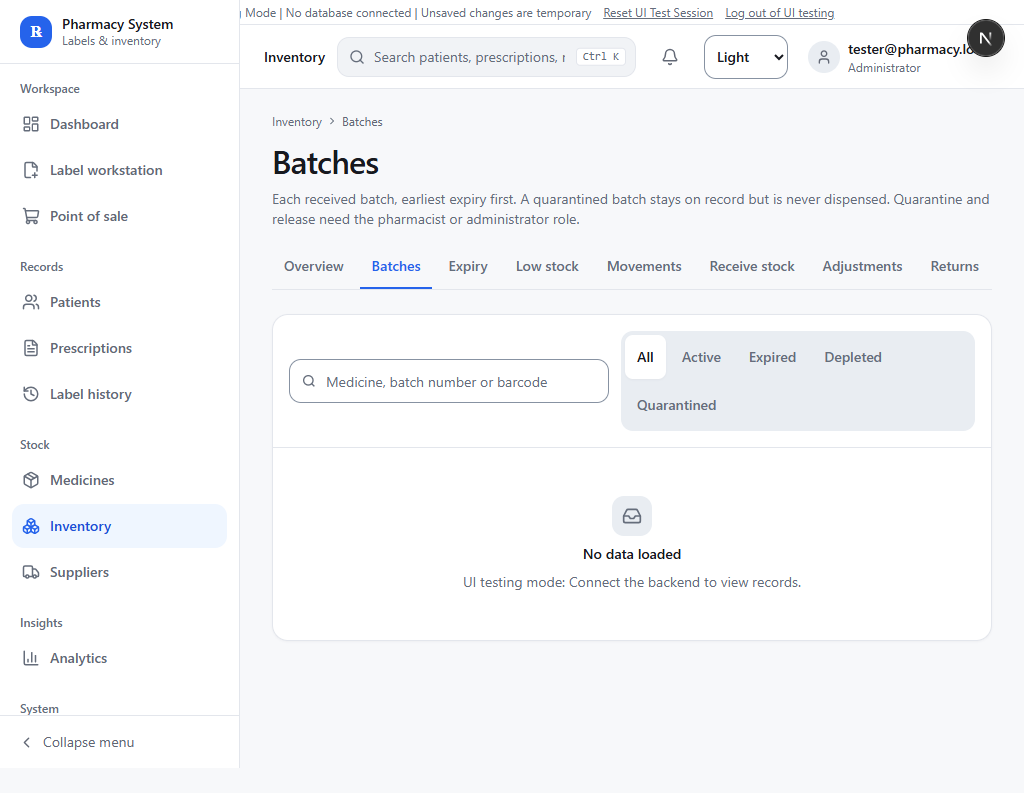 Pharmacy System
Labels & inventory
Workspace
Dashboard
Label workstation
Point of sale
Records
Patients
Prescriptions
Label history
Stock
Medicines
Inventory
Suppliers
Insights
Analytics
System
Collapse menu
Mode | No database connected | Unsaved changes are temporary Reset UI Test Session Log out of UI testing
Inventory
Search patients, prescriptions,
Ctrl K
Light
tester@pharmacy.lo
Administrator
N
Inventory > Batches
Batches
Each received batch, earliest expiry first. A quarantined batch stays on record but is never dispensed. Quarantine and
release need the pharmacist or administrator role.
Overview Batches Expiry Low stock Movements Receive stock Adjustments Returns
Medicine, batch number or barcode
All Active Expired Depleted
Quarantined
No data loaded
UI testing mode: Connect the backend to view records.